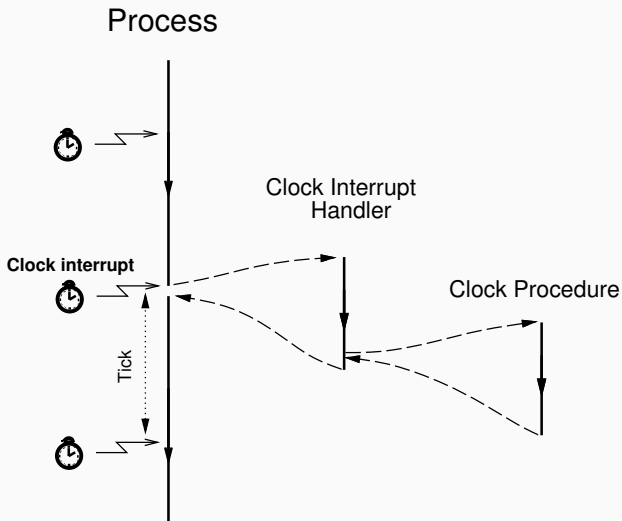 Process
Clock Interrupt
Handler
Clock interrupt
Clock Procedure
Tick